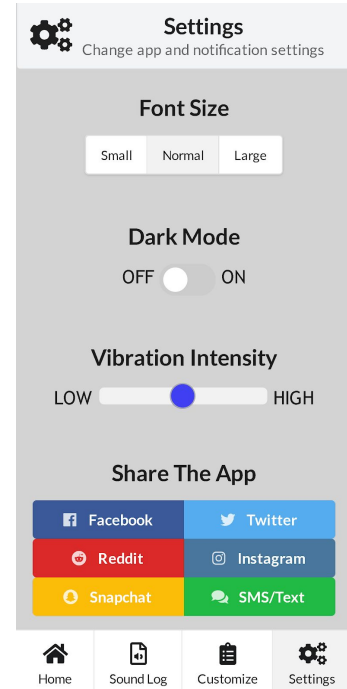 Settings
Change app and notification settings
Font Size
Small Normal Large
Dark Mode
OFF ON
Vibration Intensity
LOW HIGH
Share The App
Facebook Twitter
Reddit Instagram
Snapchat SMS/Text
Home Sound Log Customize Settings